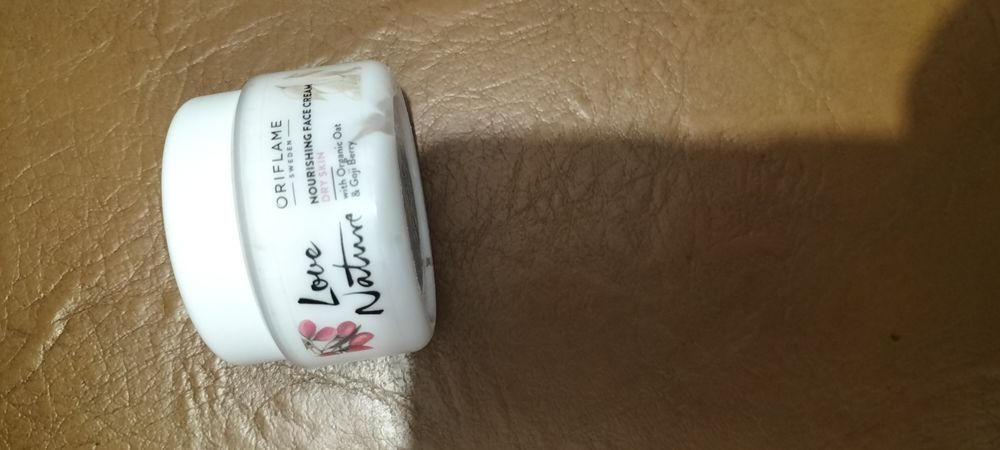 Love
Nature
ORIFLAME
SWEDEN
NOURISHING FACE CREAM
DRY SKIN
with Organic Oat
& Goji Berry